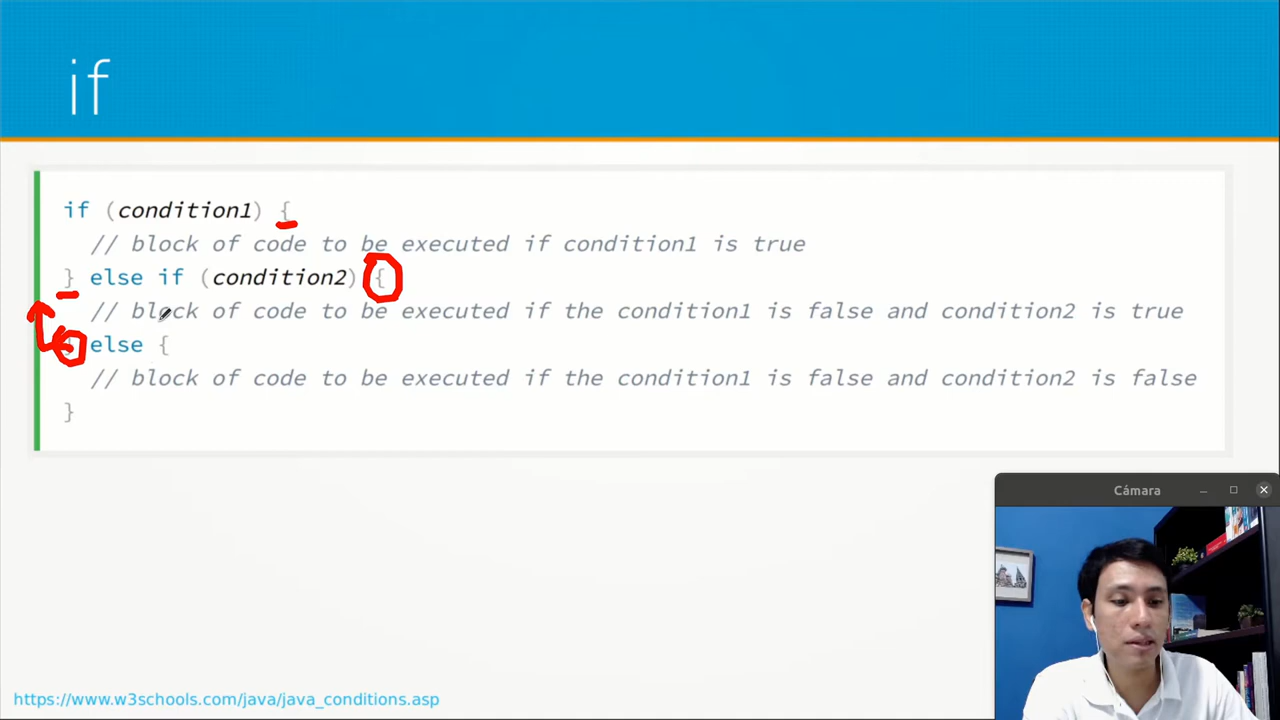 if
if (condition1) {
// block of code to be executed if condition1 is true
} else if (condition2) {
// block of code to be executed if the condition1 is false and condition2 is true
else {
// block of code to be executed if the condition1 is false and condition2 is false
}
Cámara
https://www.w3schools.com/java/java_conditions.asp